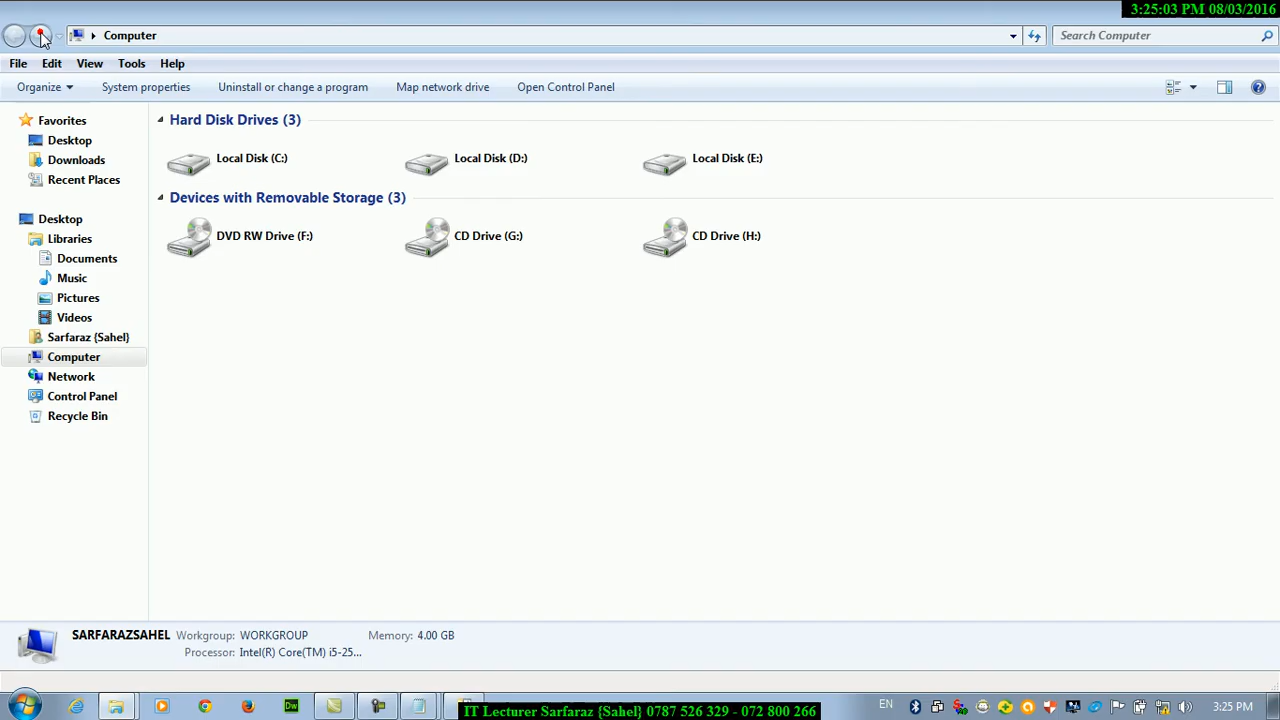 3:25:03 PM 08/03/2016
Computer
Search Computer
File Edit View Tools Help
Organize System properties Uninstall or change a program Map network drive Open Control Panel
Favorites
Desktop
Downloads
Recent Places
Desktop
Libraries
Documents
Music
Pictures
Videos
Sarfaraz {Sahel}
Computer
Network
Control Panel
Recycle Bin
Hard Disk Drives (3)
Local Disk (C:) Local Disk (D:) Local Disk (E:)
Devices with Removable Storage (3)
DVD RW Drive (F:) CD Drive (G:) CD Drive (H:)
SARFARAZSAHEL Workgroup: WORKGROUP Memory: 4.00 GB
Processor: Intel(R) Core(TM) i5-25...
Dw
IT Lecturer Sarfaraz {Sahel} 0787 526 329 - 072 800 266
EN
3:25 PM